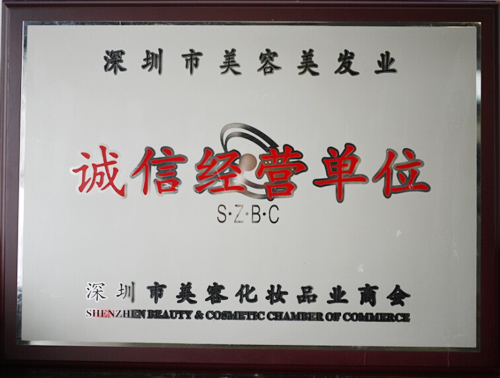 深圳市美容美发业
诚信经营单位
S·Z·B·C
深圳市美容化妆品业商会
SHENZHEN BEAUTY & COSMETIC CHAMBER OF COMMERCE